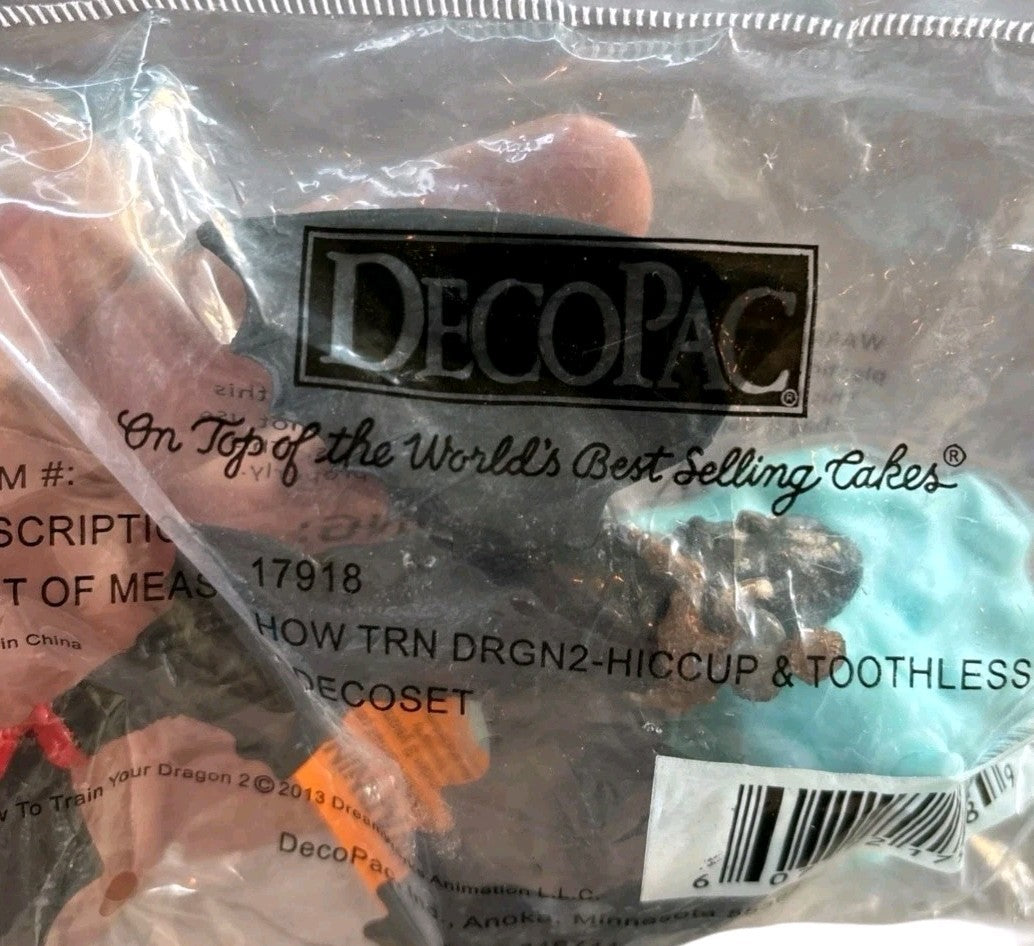 DECOPAC®
On Top of the World's Best Selling Cakes®
M #:
SCRIPTIO
T OF MEAS 17918
in China
HOW TRN DRGN2-HICCUP & TOOTHLESS
DECOSET
To Train Your Dragon 2©2013 Animation L.L.C.
DecoPac Anoka, Minnesota